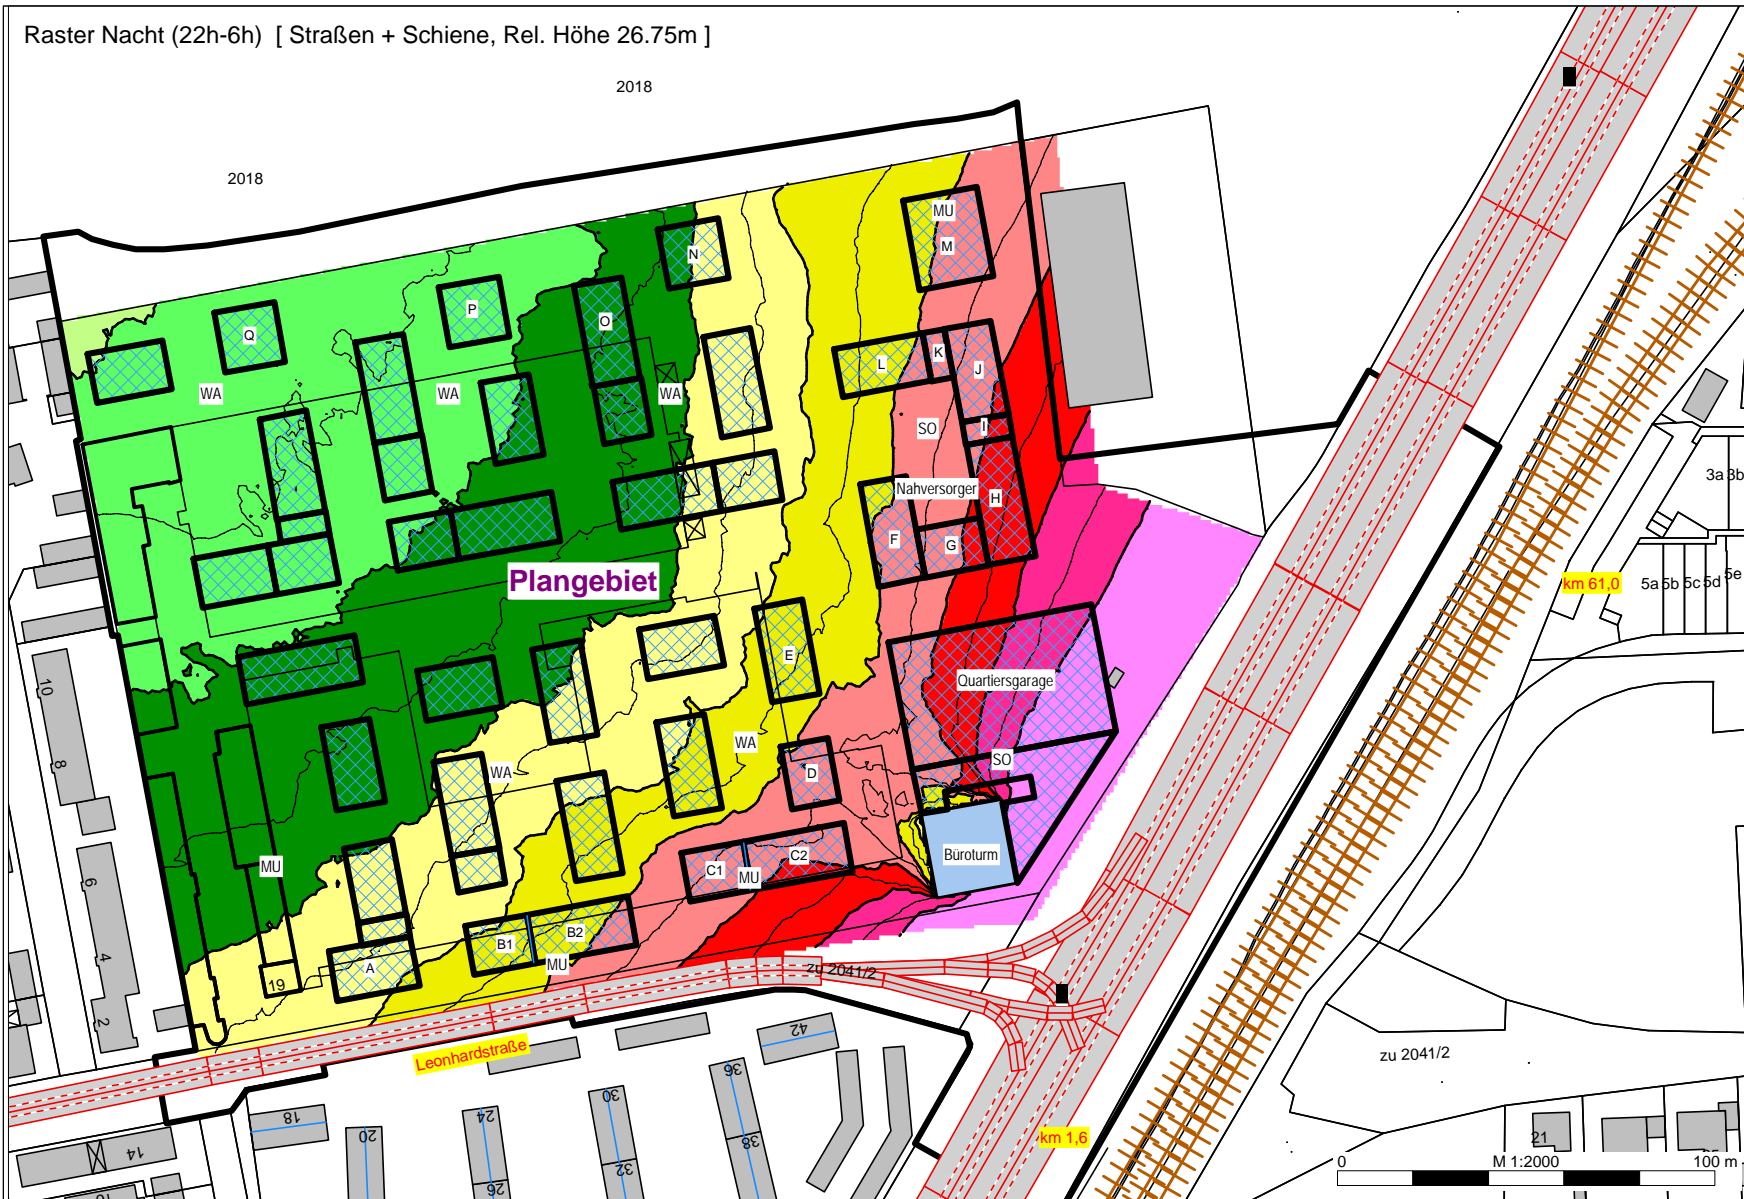 Raster Nacht (22h-6h)  [ Straßen + Schiene, Rel. Höhe 26.75m ]
2018
2018
MU
M
N
O
P
Q
WA
WA
WA
L
K
J
I
SO
Nahversorger
H
F
G
Plangebiet
km 61,0
3a 3b
5a 5b 5c 5d 5e
E
Quartiersgarage
SO
WA
WA
D
10
8
6
4
2
C1
C2
MU
Büroturm
MU
B1
B2
MU
A
19
zu 2041/2
Leonhardstraße
zu 2041/2
42
36
30
24
18
20
38
32
26
14
km 1,6
21
0
M 1:2000
100 m